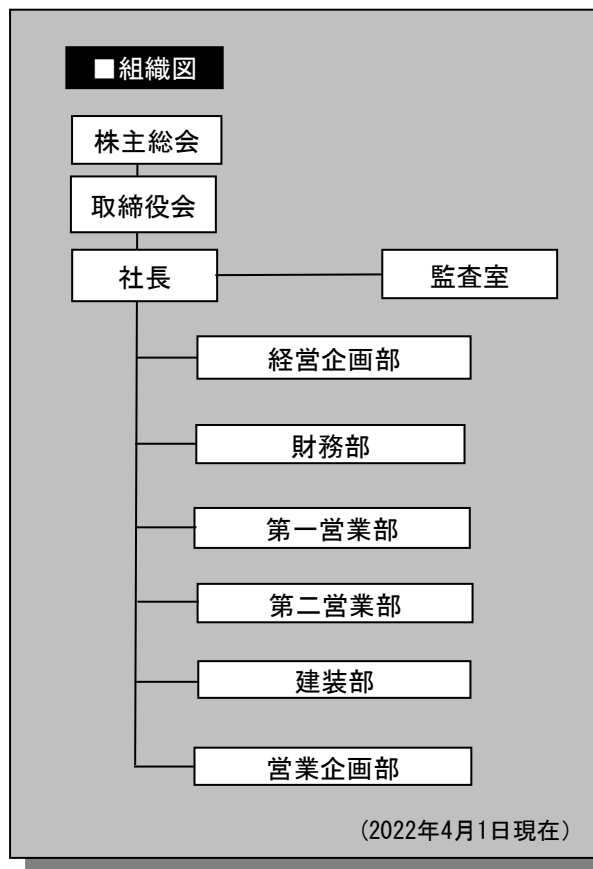 ■組織図
株主総会
取締役会
社長
監査室
経営企画部
財務部
第一営業部
第二営業部
建装部
営業企画部
(2022年4月1日現在)